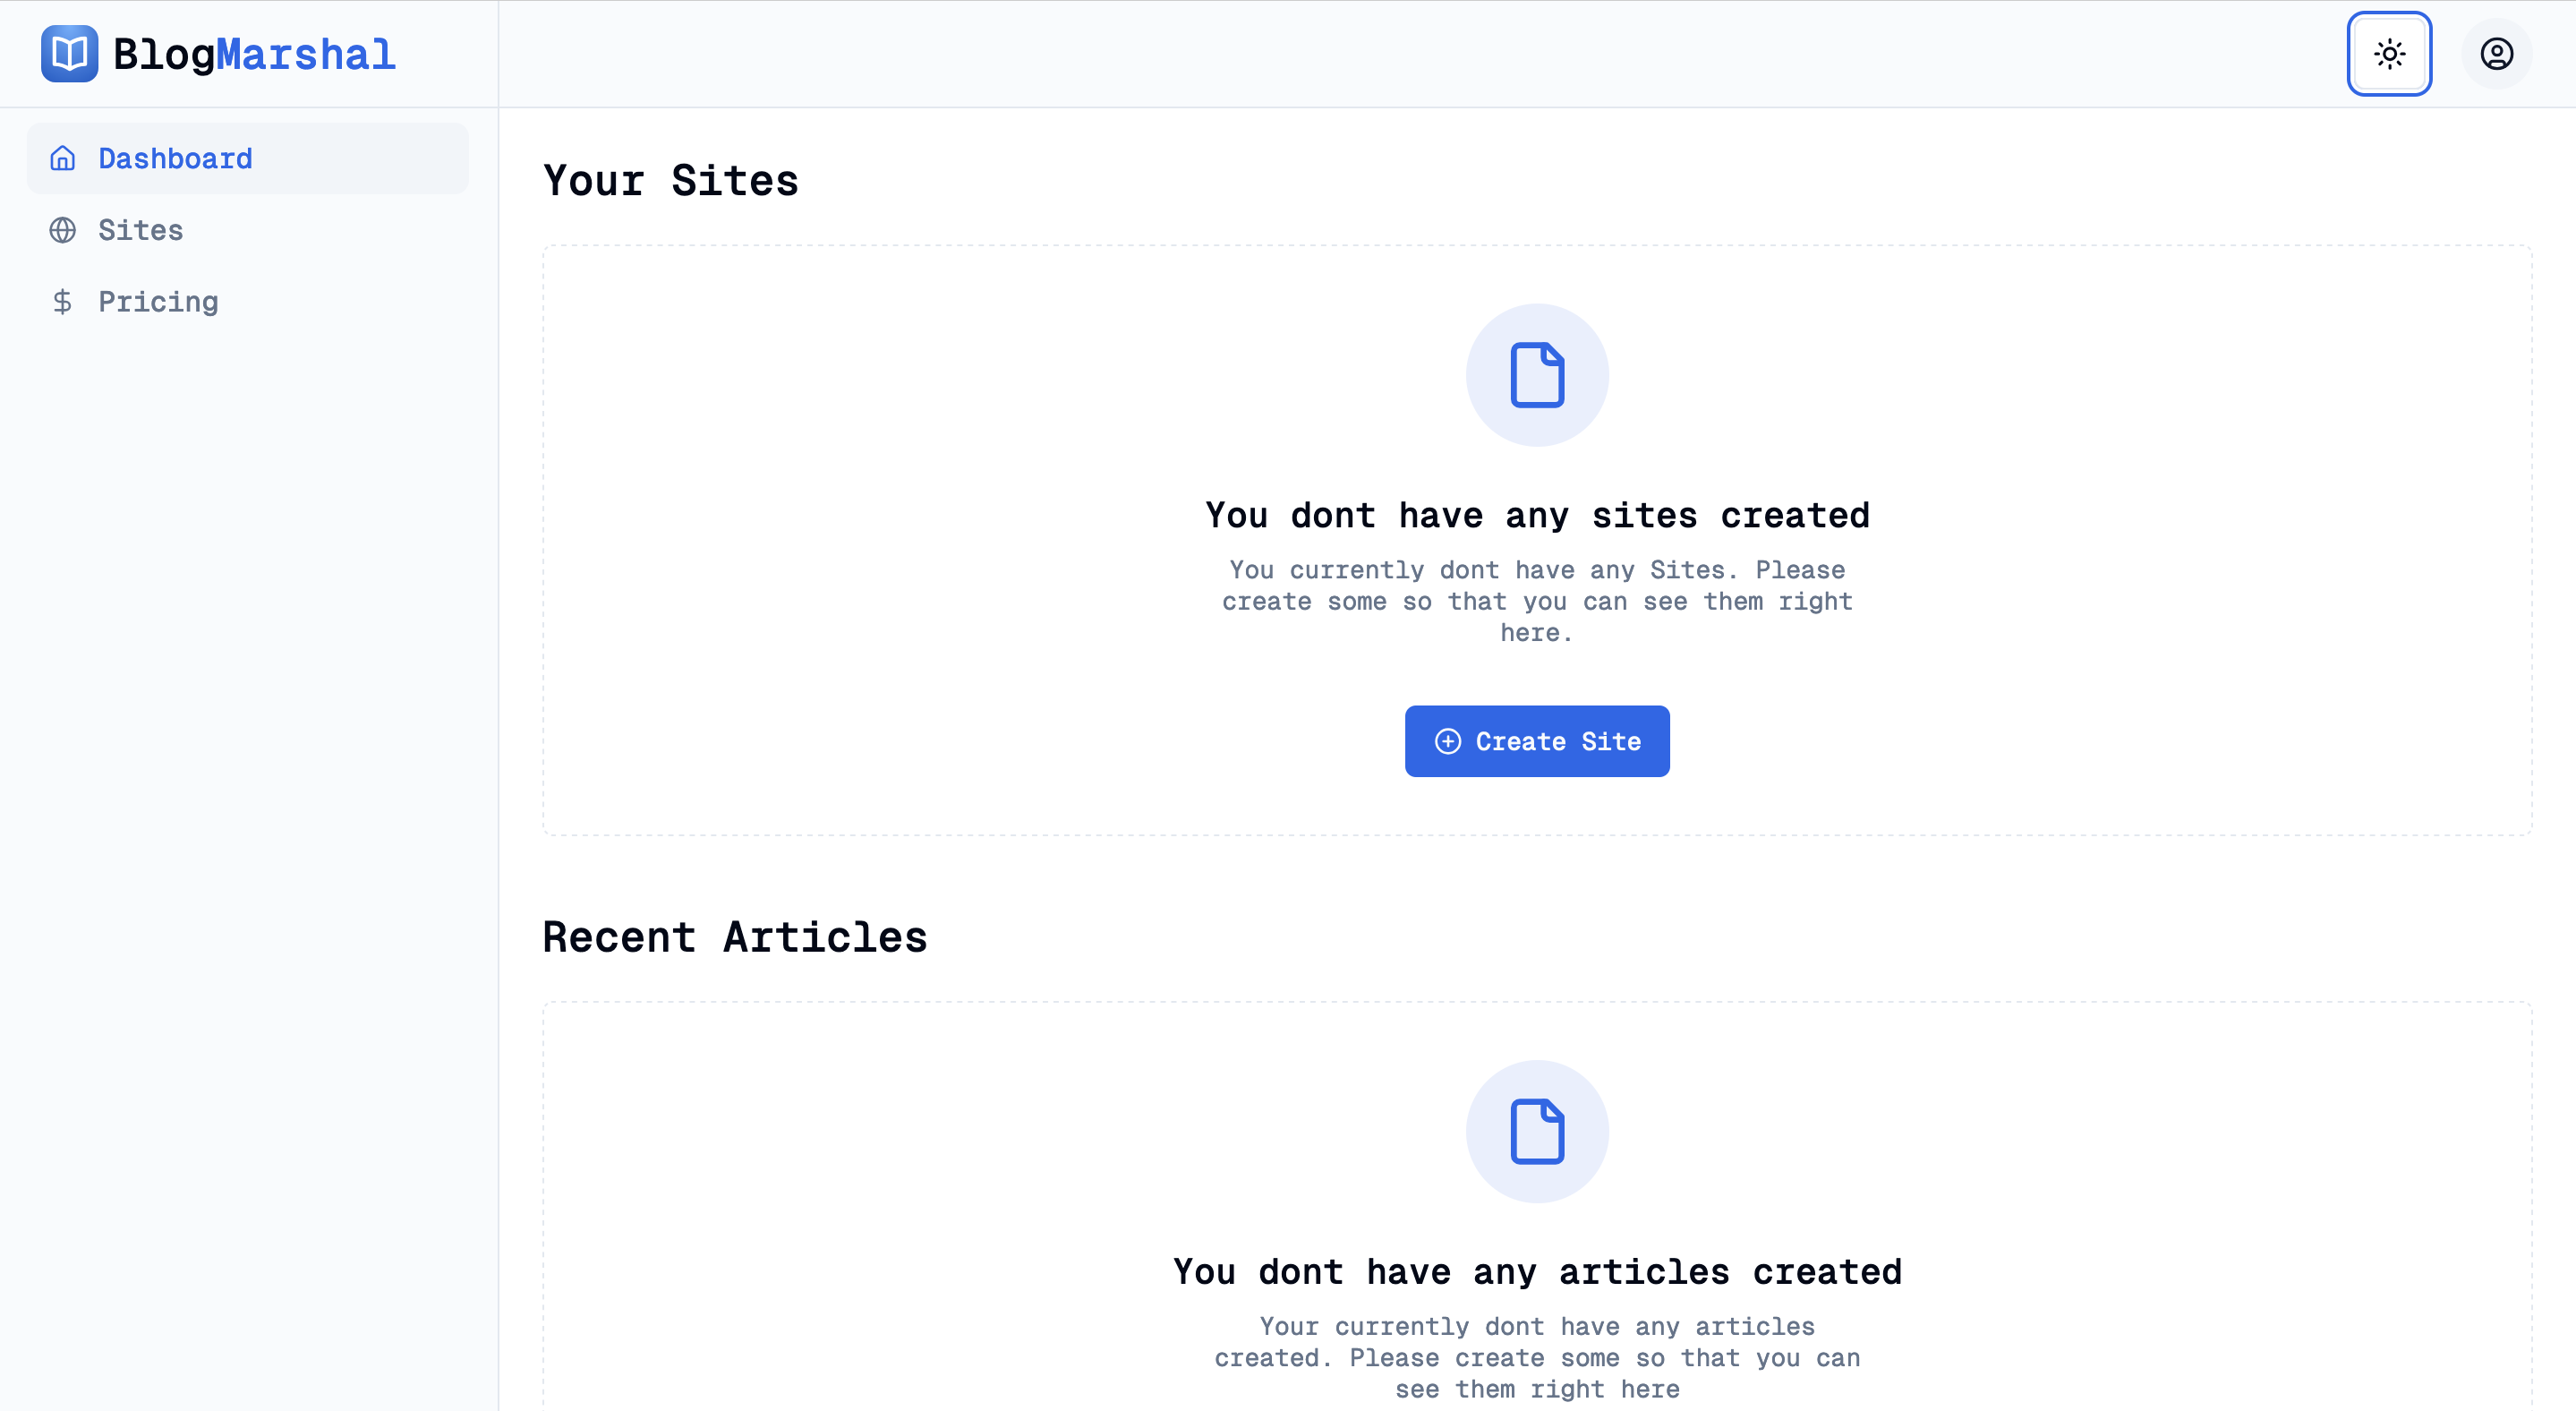 BlogMarshal
Dashboard
Sites
Pricing
Your Sites
You dont have any sites created
You currently dont have any Sites. Please
create some so that you can see them right
here.
Create Site
Recent Articles
You dont have any articles created
Your currently dont have any articles
created. Please create some so that you can
see them right here